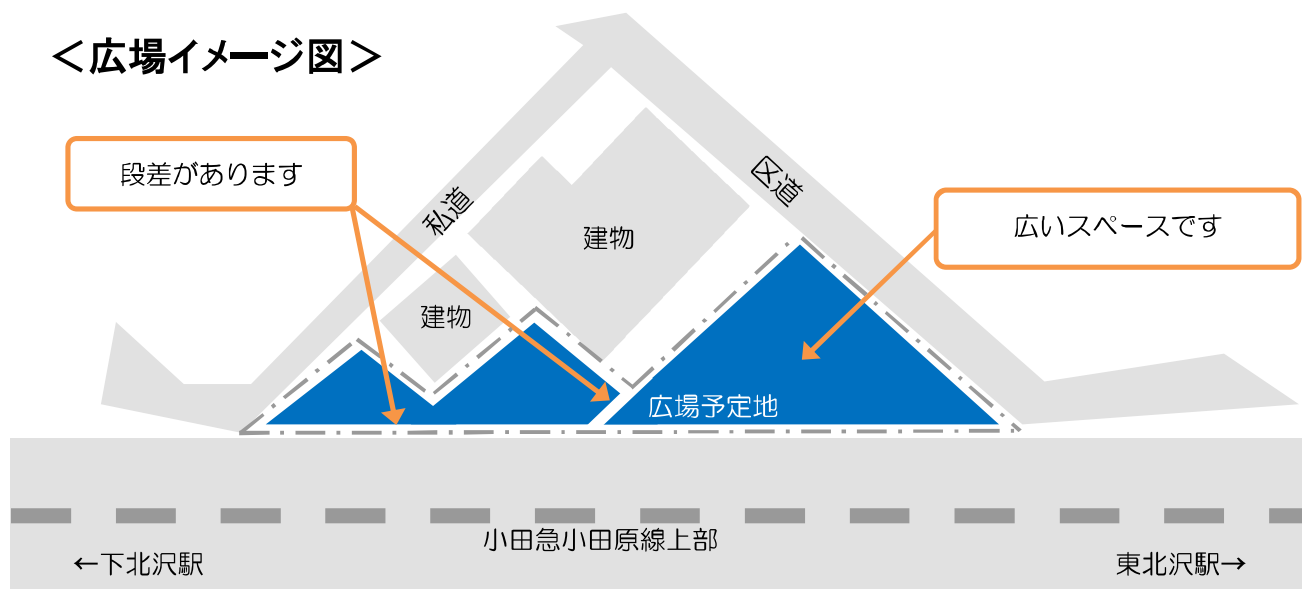 ＜広場イメージ図＞
段差があります
私道
区道
広いスペースです
建物
建物
広場予定地
小田急小田原線上部
←下北沢駅
東北沢駅→